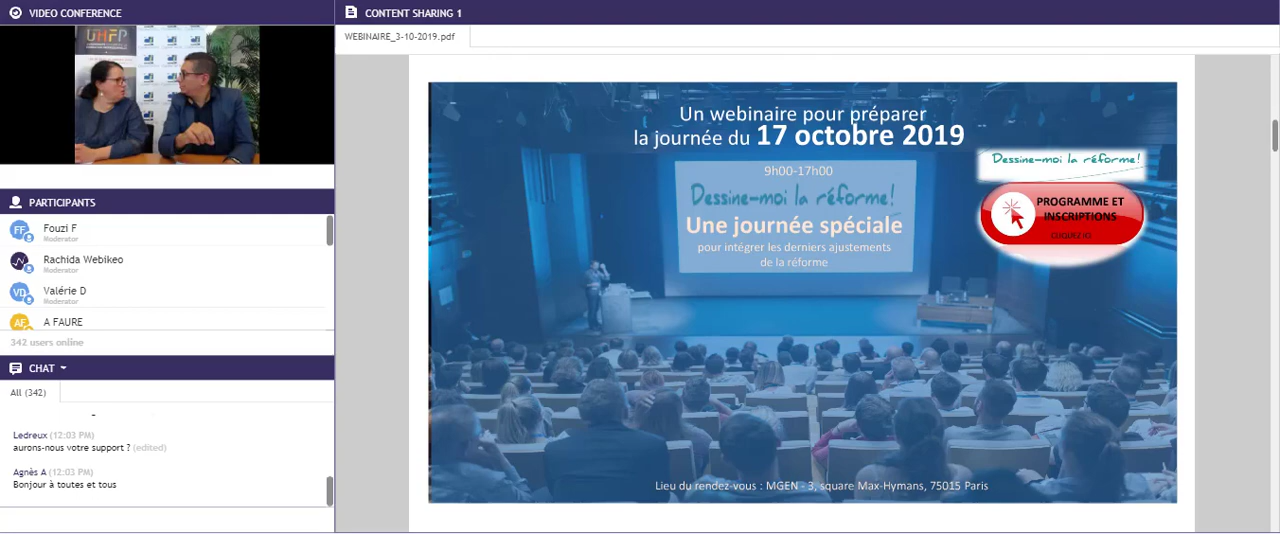 VIDEO CONFERENCE
UHFP
PARTICIPANTS
FF
Fouzi F
Moderator
Rachida Webikeo
Moderator
VD
Valérie D
Moderator
AF
A FAURE
342 users online
CHAT
All (342)
Ledreux (12:03 PM)
aurons-nous votre support ? (edited)
Agnès A (12:03 PM)
Bonjour à toutes et tous
CONTENT SHARING 1
WEBINAIRE_3-10-2019.pdf
Un webinaire pour préparer
la journée du 17 octobre 2019
9h00-17h00
Dessine-moi la réforme!
Une journée spéciale
pour intégrer les derniers ajustements
de la réforme
Dessine-moi la réforme!
PROGRAMME ET
INSCRIPTIONS
CLIQUEZ ICI
Lieu du rendez-vous : MGEN - 3, square Max-Hymans, 75015 Paris